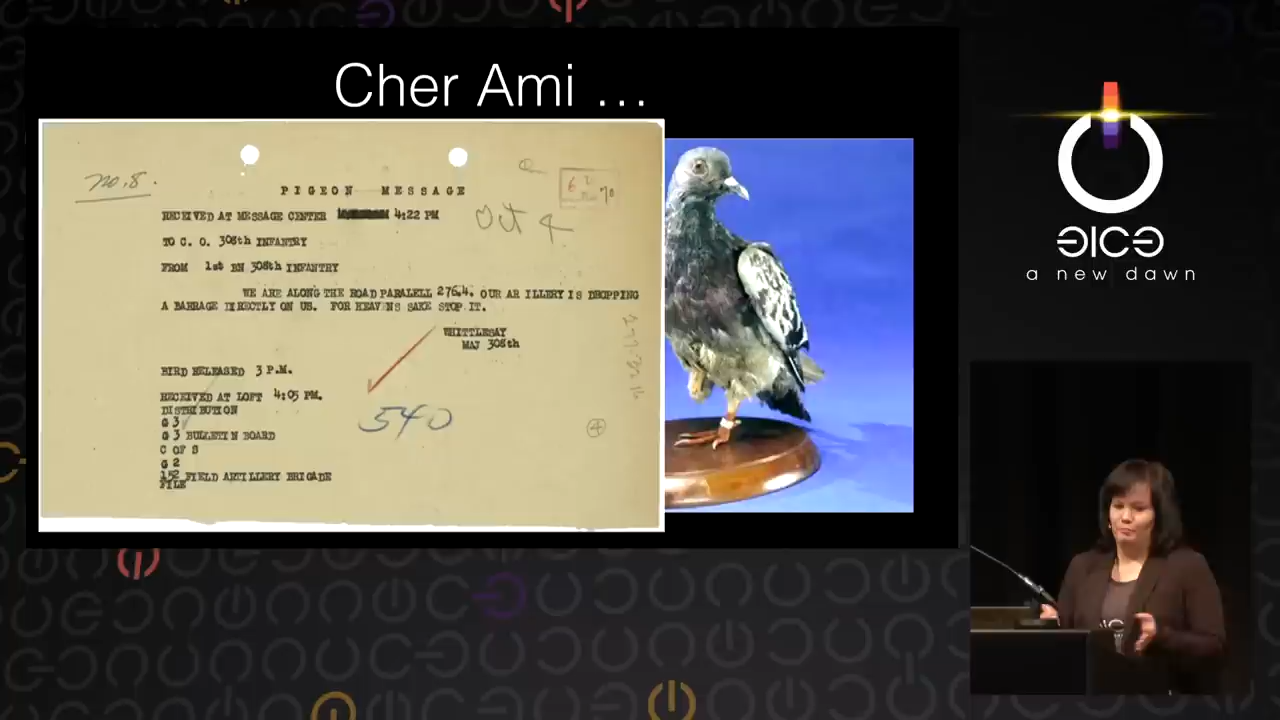 Cher Ami ...
no. 8.
PIGEON MESSAGE
RECEIVED AT MESSAGE CENTER 4:22 PM
Oct 4
TO C. O. 308th INFANTRY
FROM 1st BN 308th INFANTRY
WE ARE ALONG THE ROAD PARALELL 276.4. OUR AR ILLERY IS DROPPING
A BARRAGE DIRECTLY ON US. FOR HEAVENS SAKE STOP IT.
WHITTLESAY
MAJ 308th
BIRD RELEASED 3 P.M.
RECEIVED AT LOFT 4:05 PM.
DISTRIBUTION
G 3
G 3 BULLETIN BOARD
C OF S
G 2
152 FIELD ARTILLERY BRIGADE
FILE
540
4
a new dawn